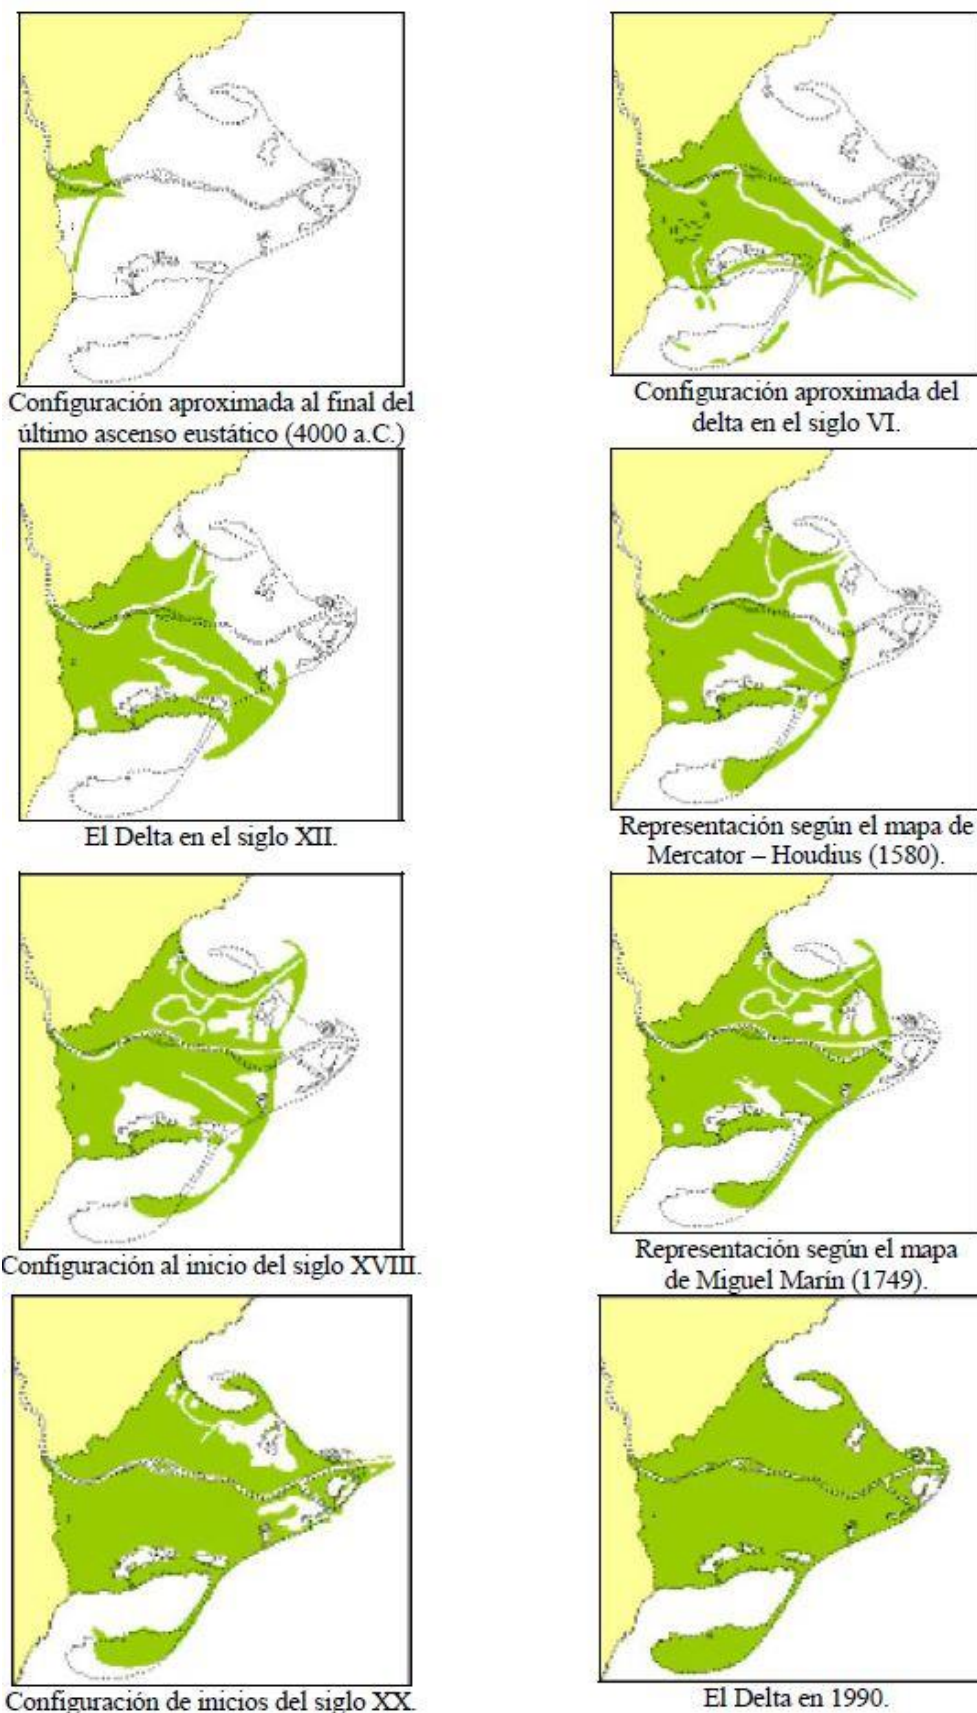 Configuración aproximada al final del
último ascenso eustático (4000 a.C.)
Configuración aproximada del
delta en el siglo VI.
El Delta en el siglo XII.
Representación según el mapa de
Mercator – Houdius (1580).
Configuración al inicio del siglo XVIII.
Representación según el mapa
de Miguel Marín (1749).
Configuración de inicios del siglo XX.
El Delta en 1990.